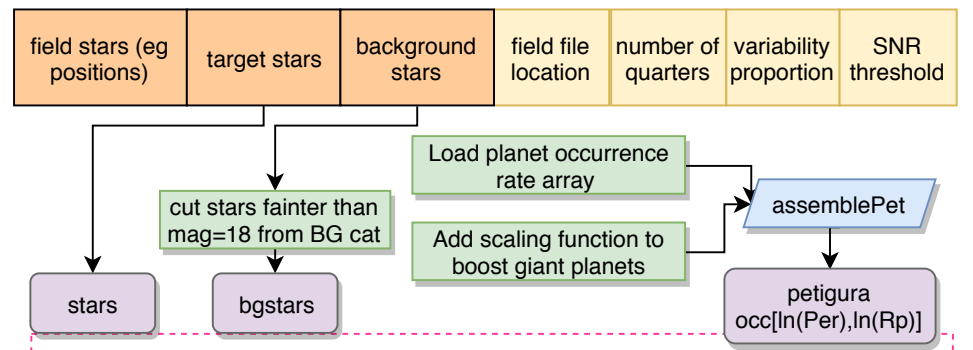 field stars (eg
positions)
target stars
background
stars
field file
location
number of
quarters
variability
proportion
SNR
threshold
Load planet occurrence
rate array
cut stars fainter than
mag=18 from BG cat
assemblePet
Add scaling function to
boost giant planets
stars
bgstars
petigura
occ[ln(Per),ln(Rp)]